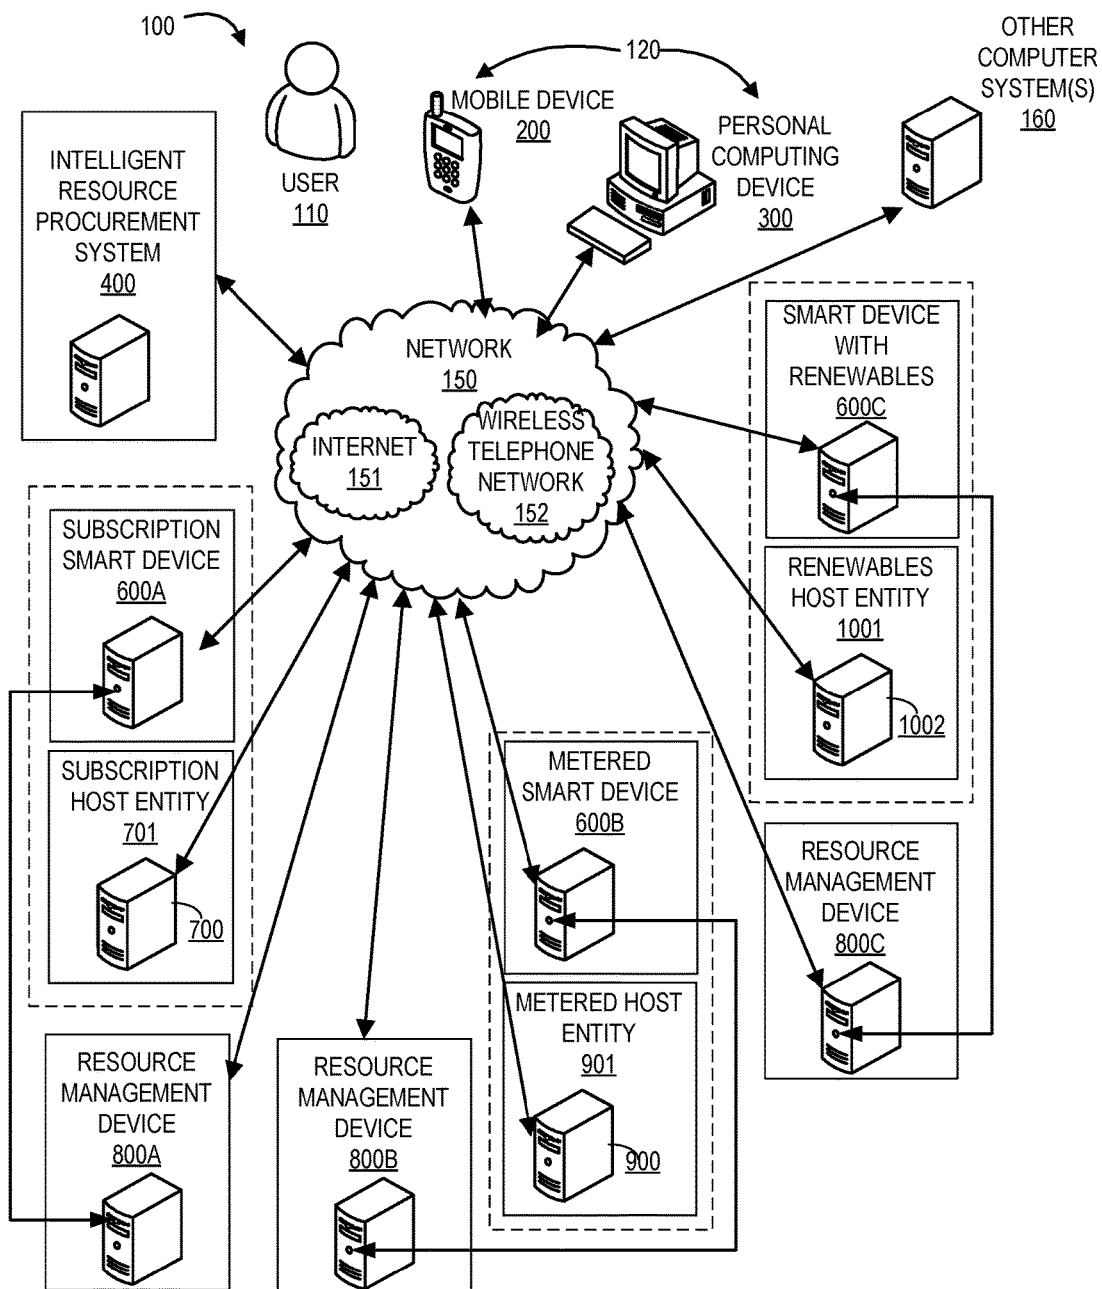 100
120
OTHER
COMPUTER
SYSTEM(S)
160
MOBILE DEVICE
200
PERSONAL
COMPUTING
DEVICE
300
USER
110
INTELLIGENT
RESOURCE
PROCUREMENT
SYSTEM
400
NETWORK
150
INTERNET
151
WIRELESS
TELEPHONE
NETWORK
152
SMART DEVICE
WITH
RENEWABLES
600C
RENEWABLES
HOST ENTITY
1001
1002
SUBSCRIPTION
SMART DEVICE
600A
SUBSCRIPTION
HOST ENTITY
701
700
METERED
SMART DEVICE
600B
METERED HOST
ENTITY
901
900
RESOURCE
MANAGEMENT
DEVICE
800C
RESOURCE
MANAGEMENT
DEVICE
800A
RESOURCE
MANAGEMENT
DEVICE
800B